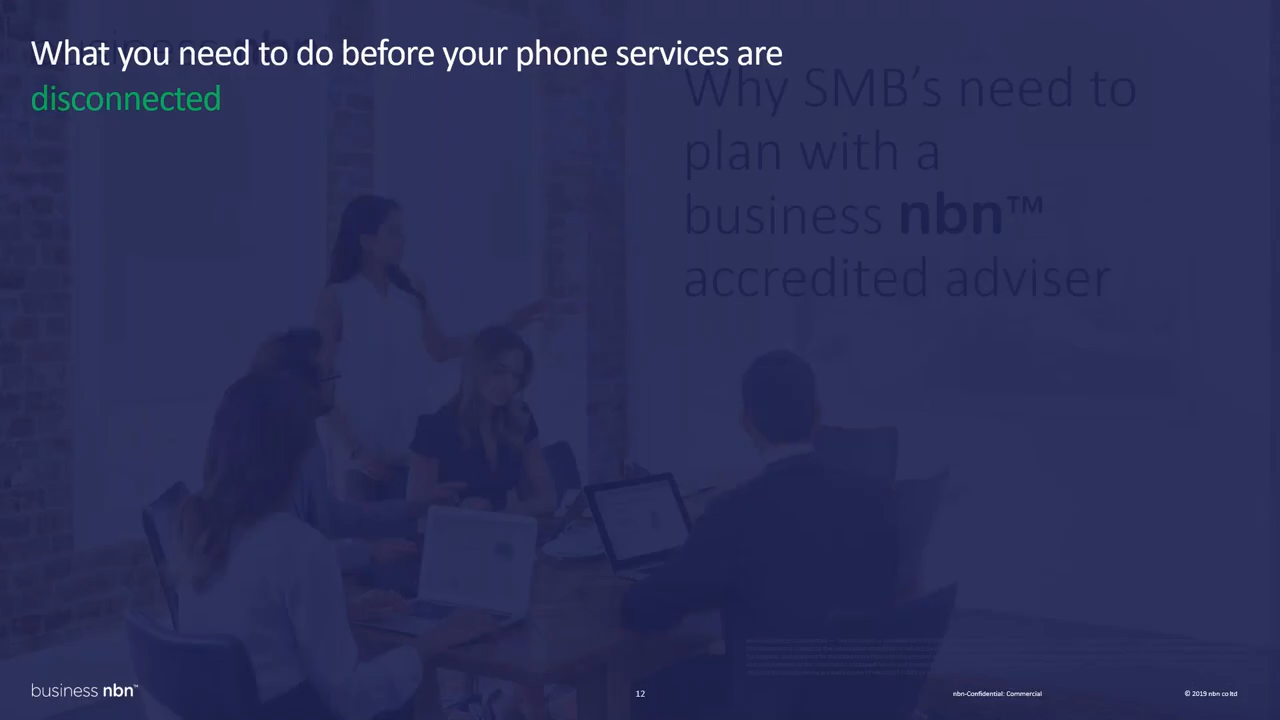 What you need to do before your phone services are
disconnected
Why SMB's need to
plan with a
business nbn™
accredited adviser
business nbn™
12
nbn-Confidential: Commercial
© 2019 nbn co ltd